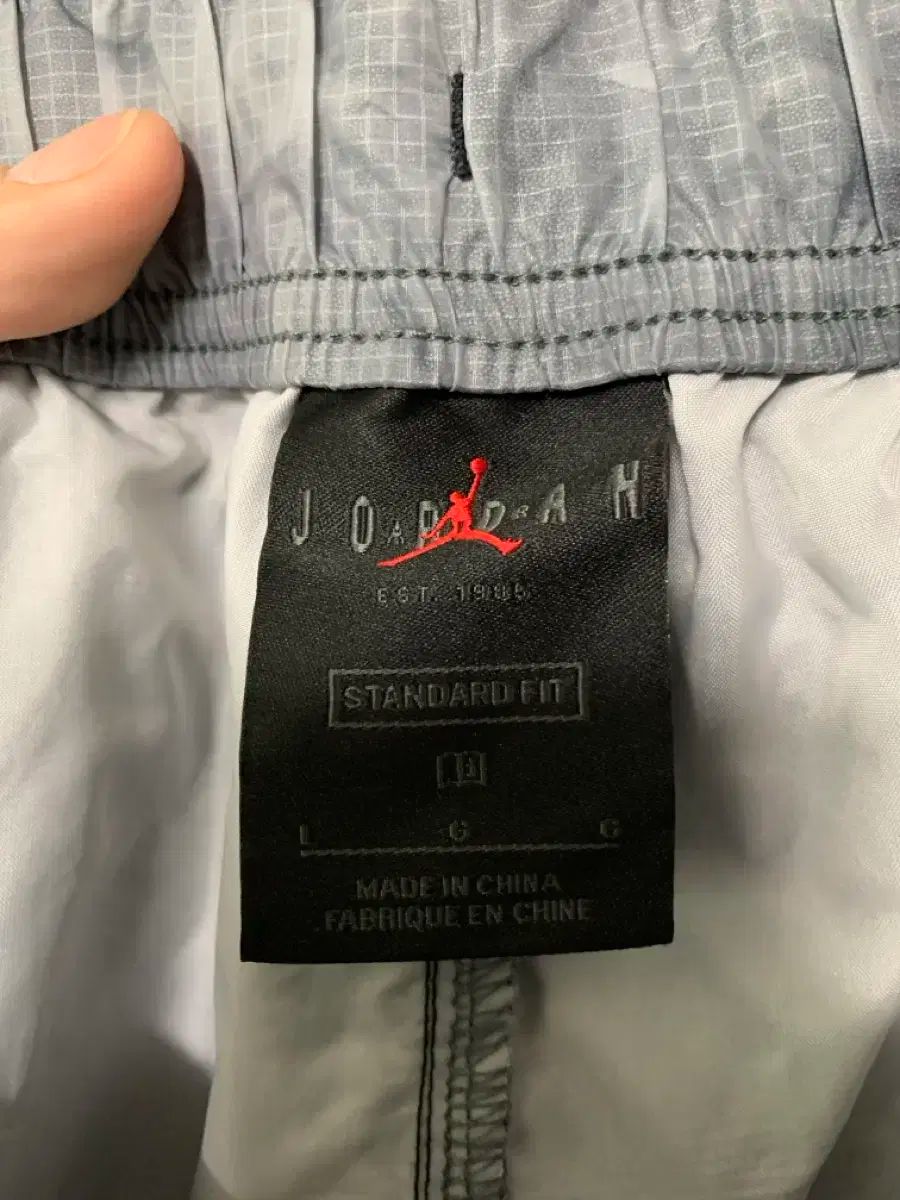 JORDAN
EST. 1985
STANDARD FIT
L G G
MADE IN CHINA
FABRIQUE EN CHINE